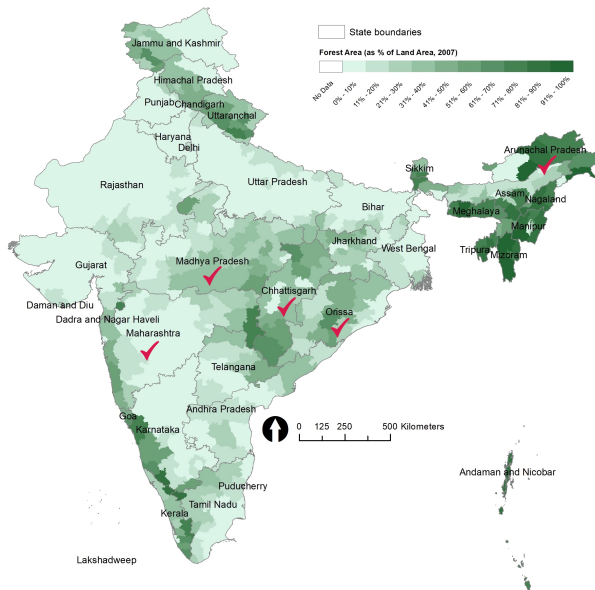 State boundaries
Forest Area (as % of Land Area, 2007)
No Data
0% - 10%
11% - 20%
21% - 30%
31% - 40%
41% - 50%
51% - 60%
61% - 70%
71% - 80%
81% - 90%
91% - 100%
Jammu and Kashmir
Himachal Pradesh
Punjab
Chandigarh
Uttaranchal
Haryana
Delhi
Arunachal Pradesh
Sikkim
Rajasthan
Uttar Pradesh
Assam
Nagaland
Bihar
Meghalaya
Manipur
Jharkhand
West Bengal
Tripura
Mizoram
Gujarat
Madhya Pradesh
Chhattisgarh
Daman and Diu
Orissa
Dadra and Nagar Haveli
Maharashtra
Telangana
Andhra Pradesh
Goa
Karnataka
0 125 250 500 Kilometers
Andaman and Nicobar
Puducherry
Tamil Nadu
Kerala
Lakshadweep